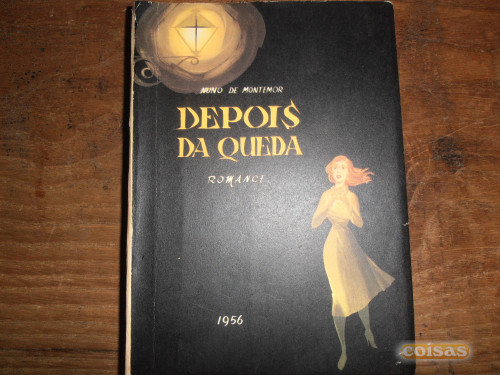 NUNO DE MONTEMOR
DEPOIS
DA QUEDA
ROMANCE
1956
coisas